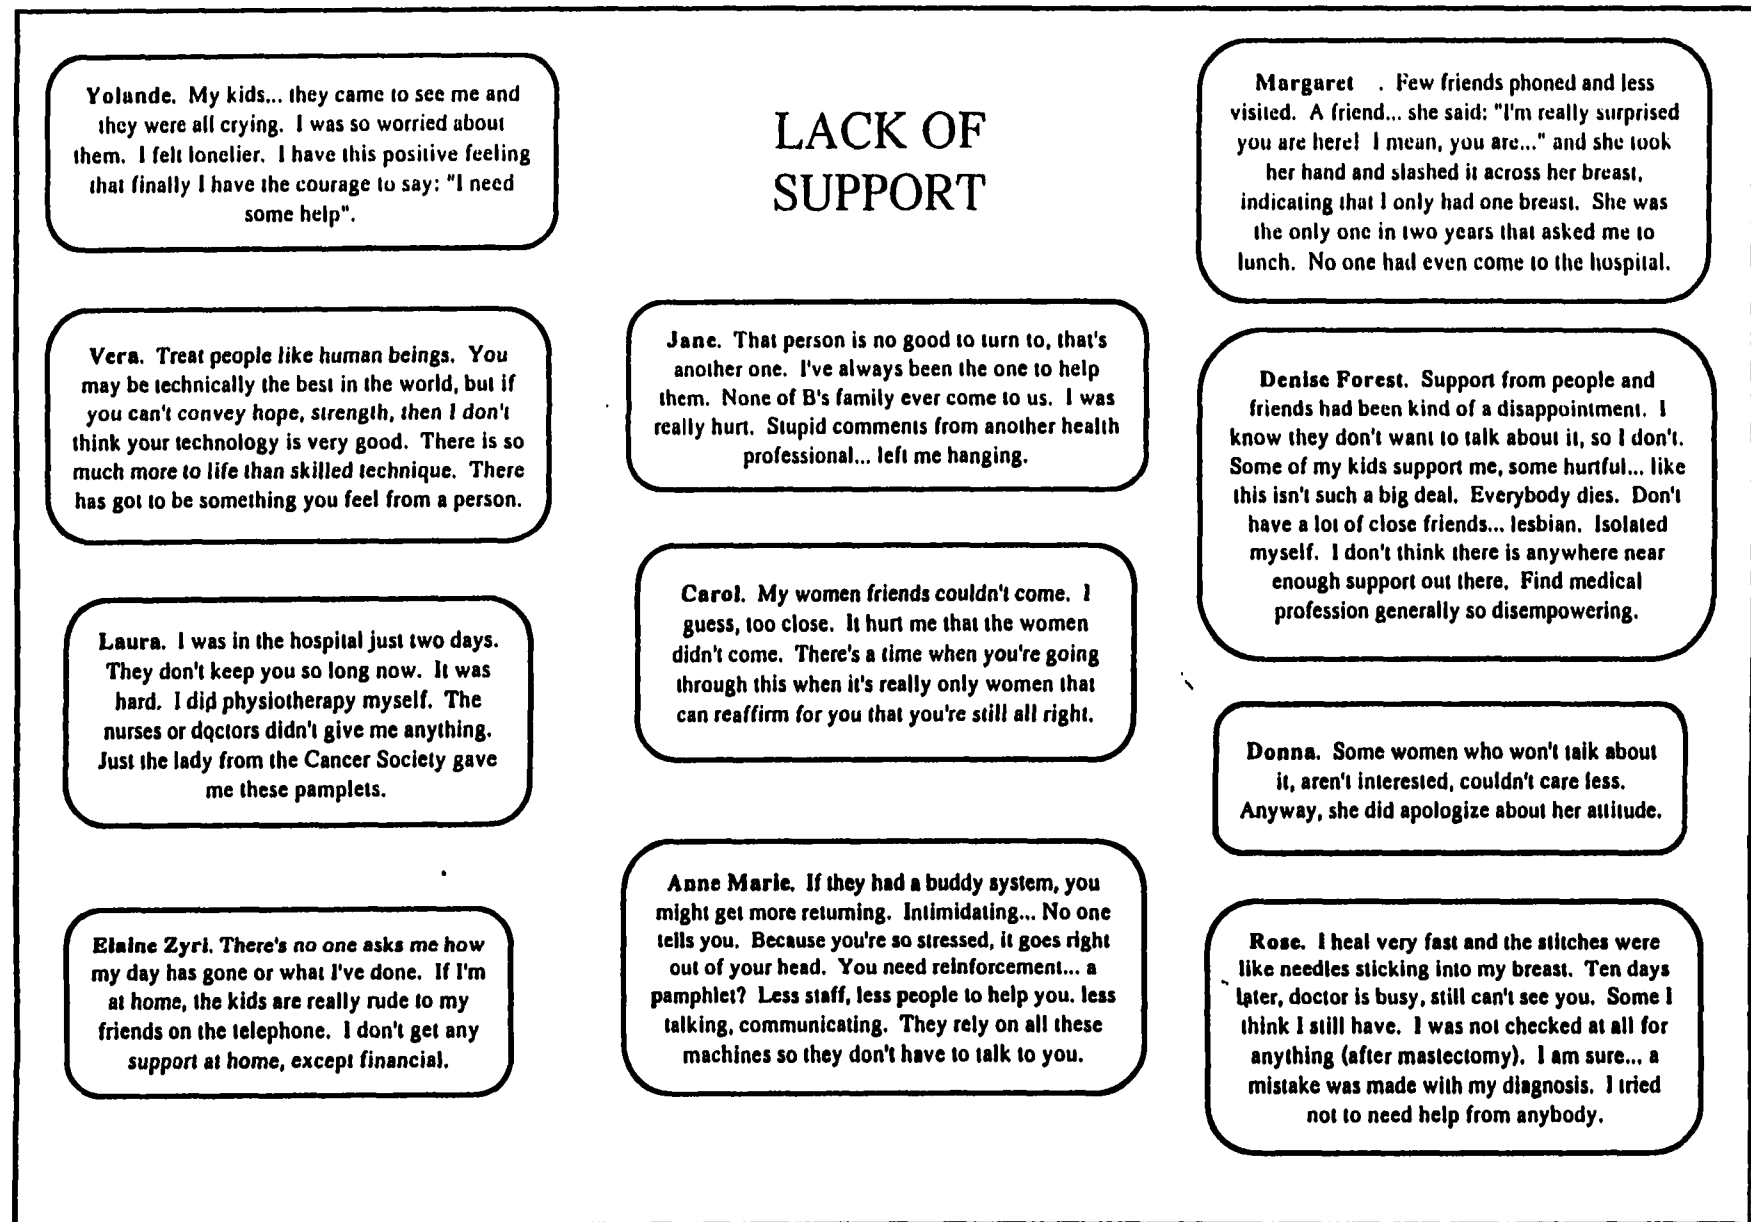 Yolande. My kids... they came to see me and
they were all crying. I was so worried about
them. I felt lonelier. I have this positive feeling
that finally I have the courage to say: "I need
some help".
Vera. Treat people like human beings. You
may be technically the best in the world, but if
you can't convey hope, strength, then I don't
think your technology is very good. There is so
much more to life than skilled technique. There
has got to be something you feel from a person.
Laura. I was in the hospital just two days.
They don't keep you so long now. It was
hard. I did physiotherapy myself. The
nurses or doctors didn't give me anything.
Just the lady from the Cancer Society gave
me these pamplets.
Elaine Zyri. There's no one asks me how
my day has gone or what I've done. If I'm
at home, the kids are really rude to my
friends on the telephone. I don't get any
support at home, except financial.
LACK OF
SUPPORT
Jane. That person is no good to turn to, that's
another one. I've always been the one to help
them. None of B's family ever come to us. I was
really hurt. Stupid comments from another health
professional... left me hanging.
Carol. My women friends couldn't come. I
guess, too close. It hurt me that the women
didn't come. There's a time when you're going
through this when it's really only women that
can reaffirm for you that you're still all right.
Anne Marie. If they had a buddy system, you
might get more returning. Intimidating... No one
tells you. Because you're so stressed, it goes right
out of your head. You need reinforcement... a
pamphlet? Less staff, less people to help you. less
talking, communicating. They rely on all these
machines so they don't have to talk to you.
Margaret . Few friends phoned and less
visited. A friend... she said: "I'm really surprised
you are here! I mean, you are..." and she took
her hand and slashed it across her breast,
indicating that I only had one breast. She was
the only one in two years that asked me to
lunch. No one had even come to the hospital.
Denise Forest. Support from people and
friends had been kind of a disappointment. I
know they don't want to talk about it, so I don't.
Some of my kids support me, some hurtful... like
this isn't such a big deal. Everybody dies. Don't
have a lot of close friends... lesbian. Isolated
myself. I don't think there is anywhere near
enough support out there. Find medical
profession generally so disempowering.
Donna. Some women who won't talk about
it, aren't interested, couldn't care less.
Anyway, she did apologize about her attitude.
Rose. I heal very fast and the stitches were
like needles sticking into my breast. Ten days
later, doctor is busy, still can't see you. Some I
think I still have. I was not checked at all for
anything (after mastectomy). I am sure... a
mistake was made with my diagnosis. I tried
not to need help from anybody.